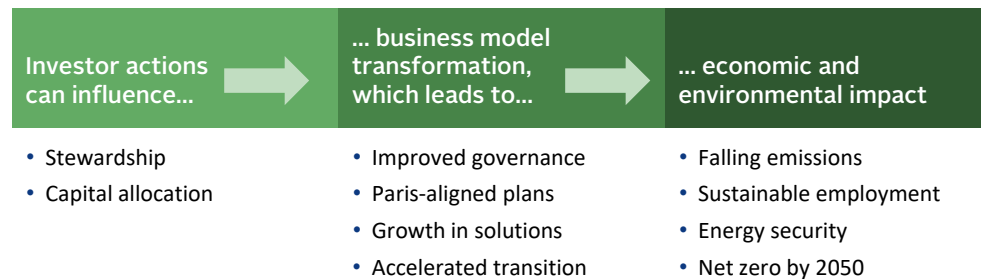 Investor actions
can influence...
... business model
transformation,
which leads to...
... economic and
environmental impact
• Stewardship
• Capital allocation
• Improved governance
• Paris-aligned plans
• Growth in solutions
• Accelerated transition
• Falling emissions
• Sustainable employment
• Energy security
• Net zero by 2050